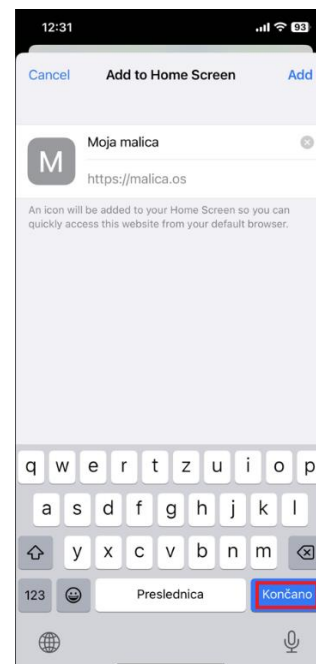 12:31
93
Cancel
Add to Home Screen
Add
M
Moja malica
https://malica.os
An icon will be added to your Home Screen so you can
quickly access this website from your default browser.
q w e r t z u i o p
a s d f g h j k l
y x c v b n m
123
Preslednica
Končano